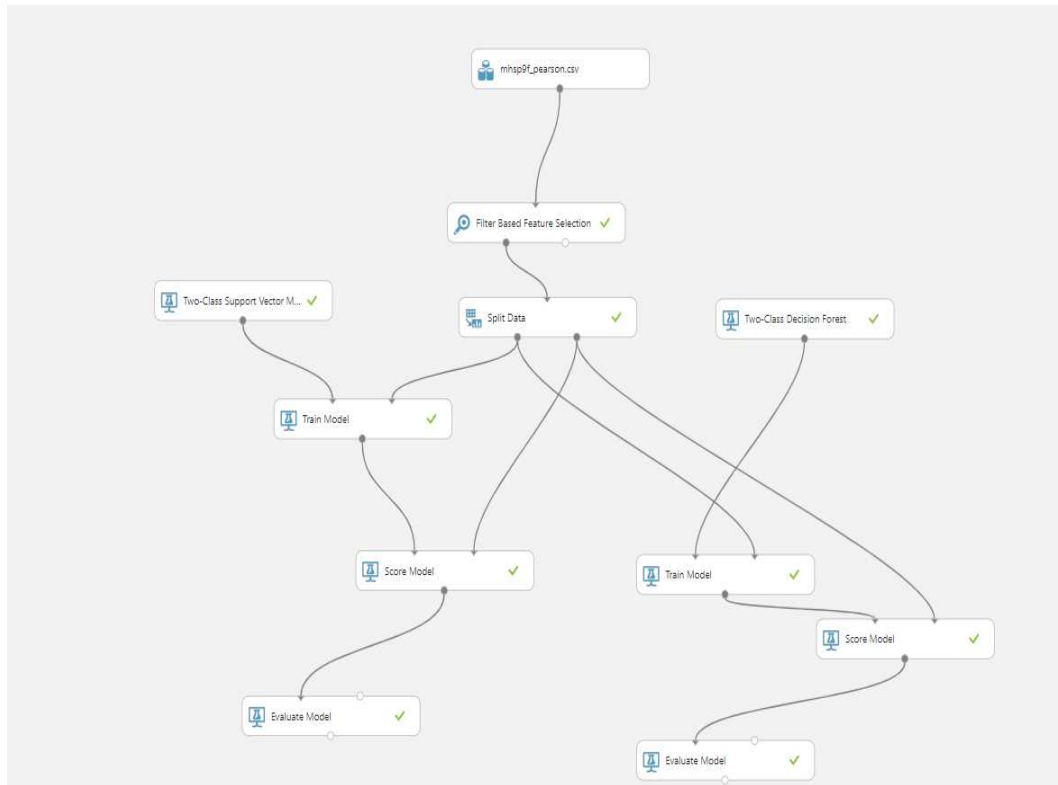 mhsp9f_pearson.csv
Filter Based Feature Selection
Two-Class Support Vector M...
Split Data
Two-Class Decision Forest
Train Model
Score Model
Train Model
Score Model
Evaluate Model
Evaluate Model